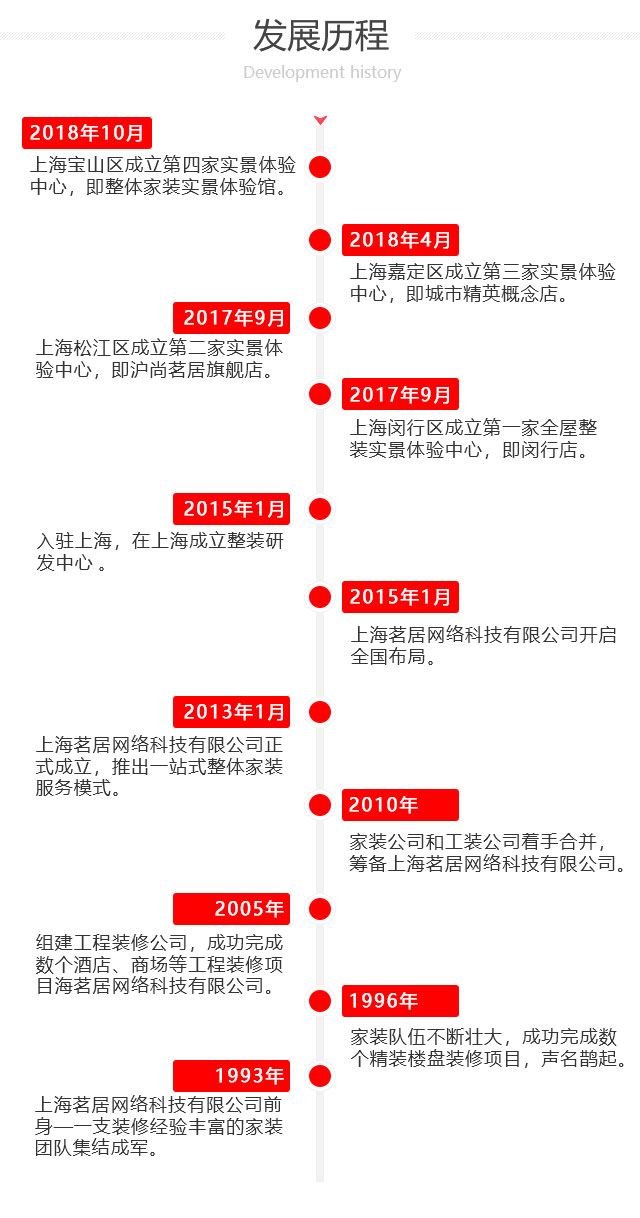 发展历程
Development history
2018年10月
上海宝山区成立第四家实景体验
中心，即整体家装实景体验馆。
2018年4月
上海嘉定区成立第三家实景体验
中心，即城市精英概念店。
2017年9月
上海松江区成立第二家实景体
验中心，即沪尚茗居旗舰店。
2017年9月
上海闵行区成立第一家全屋整
装实景体验中心，即闵行店。
2015年1月
入驻上海，在上海成立整装研
发中心 。
2015年1月
上海茗居网络科技有限公司开启
全国布局。
2013年1月
上海茗居网络科技有限公司正
式成立，推出一站式整体家装
服务模式。
2010年
家装公司和工装公司着手合并，
筹备上海茗居网络科技有限公司。
2005年
组建工程装修公司，成功完成
数个酒店、商场等工程装修项
目海茗居网络科技有限公司。
1996年
家装队伍不断壮大，成功完成数
个精装楼盘装修项目，声名鹊起。
1993年
上海茗居网络科技有限公司前
身—一支装修经验丰富的家装
团队集结成军。